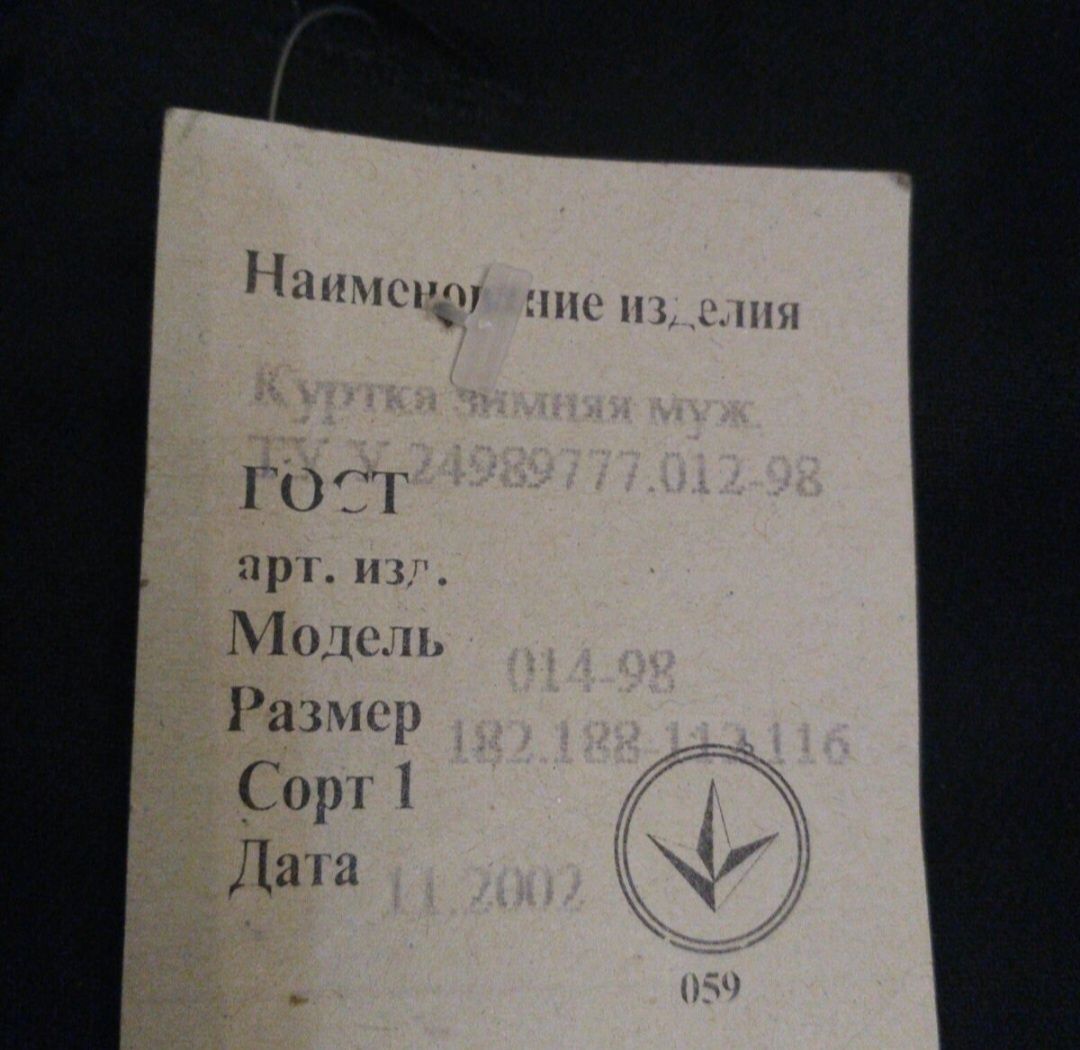 Наименование изделия
Куртка зимняя муж.
ТУ У 24989777.012-98
ГОСТ
арт. изд.
Модель 014-98
Размер 182.188-112.116
Сорт 1
Дата 11.2002
059